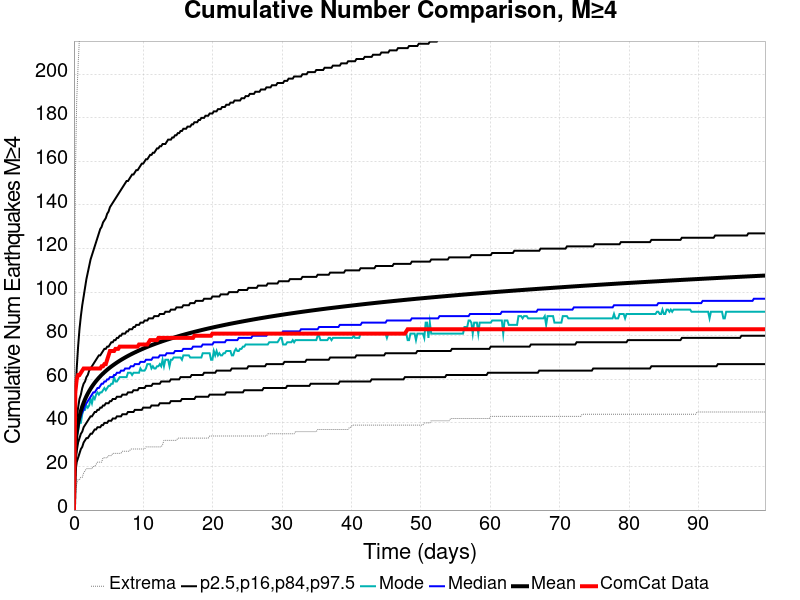 Cumulative Number Comparison, M≥4
Cumulative Num Earthquakes M≥4
200
180
160
140
120
100
80
60
40
20
0
0 10 20 30 40 50 60 70 80 90
Time (days)
Extrema p2.5,p16,p84,p97.5 Mode Median Mean ComCat Data